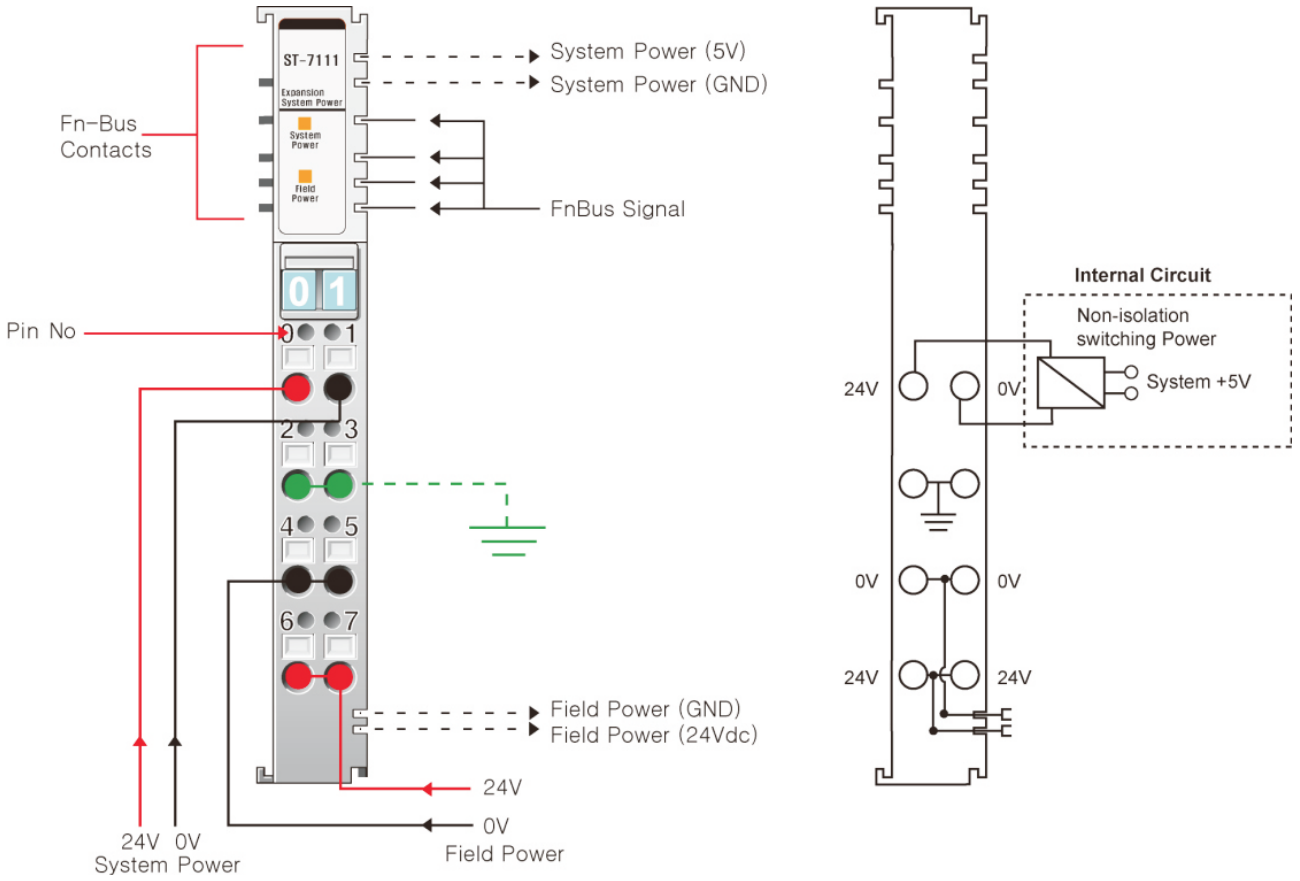 ST-7111
Expansion
System Power
System
Power
Field
Power
System Power (5V)
System Power (GND)
Fn-Bus
Contacts
FnBus Signal
0 1
Pin No
0 1
2 3
4 5
6 7
Field Power (GND)
Field Power (24Vdc)
24V
0V
Field Power
24V 0V
System Power
Internal Circuit
Non-isolation
switching Power
24V 0V System +5V
0V 0V
24V 24V